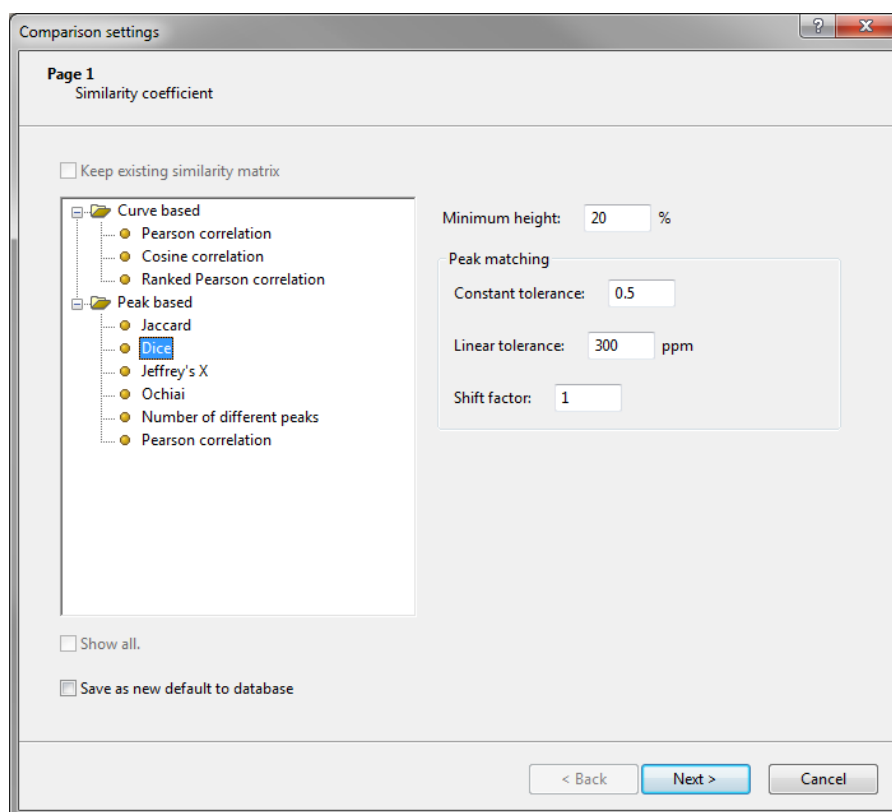 Comparison settings
?
Page 1
Similarity coefficient
Keep existing similarity matrix
Curve based
Pearson correlation
Cosine correlation
Ranked Pearson correlation
Peak based
Jaccard
Dice
Jeffrey's X
Ochiai
Number of different peaks
Pearson correlation
Minimum height: 20 %
Peak matching
Constant tolerance: 0.5
Linear tolerance: 300 ppm
Shift factor: 1
Show all.
Save as new default to database
< Back Next > Cancel